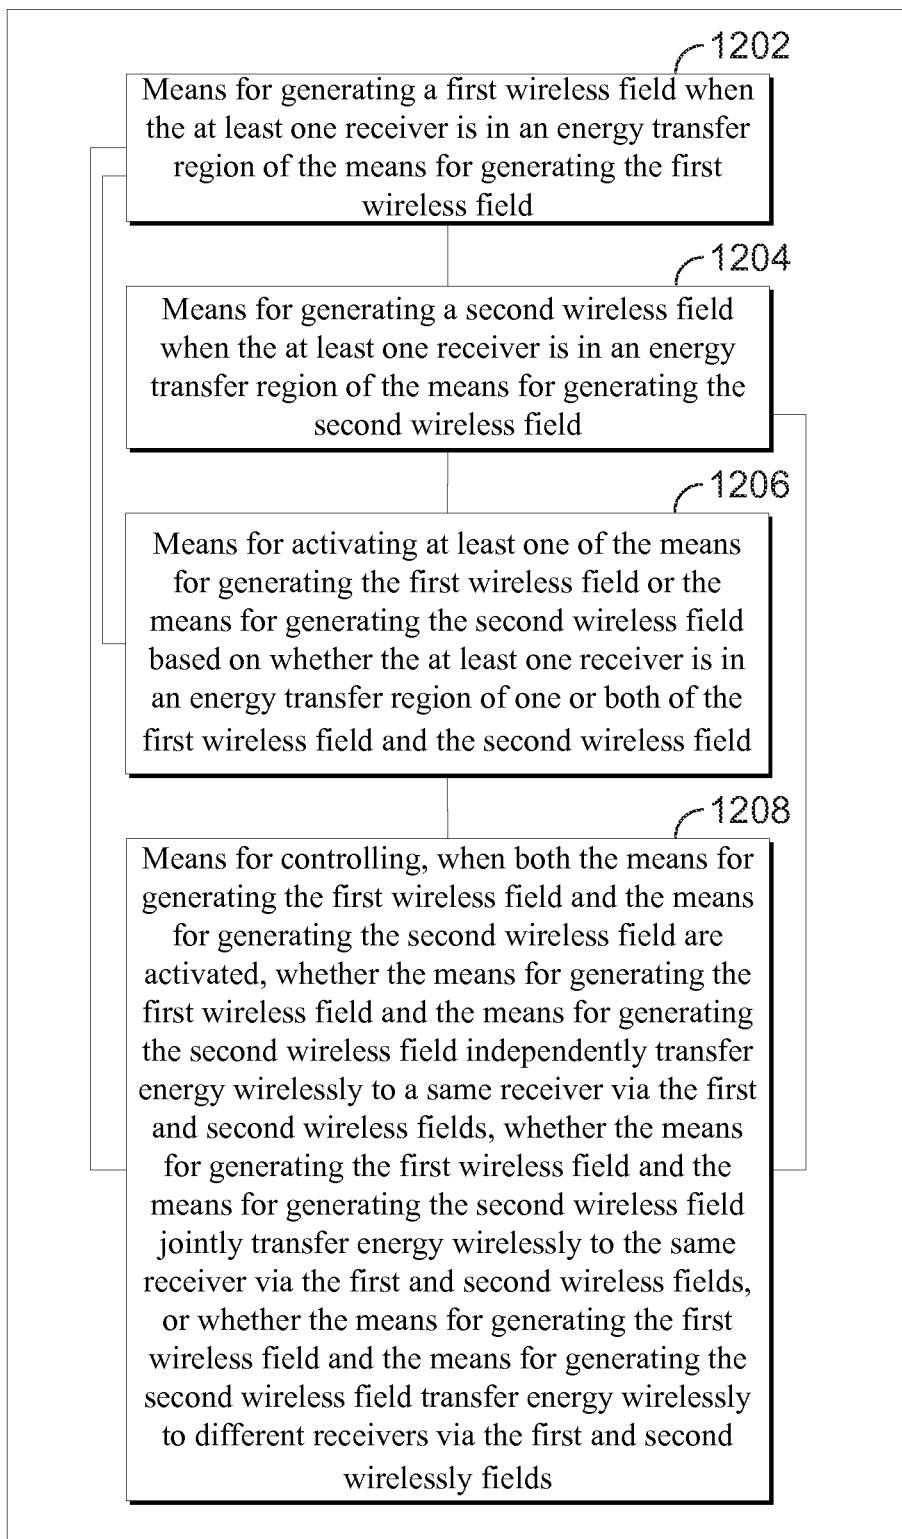 1202
Means for generating a first wireless field when
the at least one receiver is in an energy transfer
region of the means for generating the first
wireless field
1204
Means for generating a second wireless field
when the at least one receiver is in an energy
transfer region of the means for generating the
second wireless field
1206
Means for activating at least one of the means
for generating the first wireless field or the
means for generating the second wireless field
based on whether the at least one receiver is in
an energy transfer region of one or both of the
first wireless field and the second wireless field
1208
Means for controlling, when both the means for
generating the first wireless field and the means
for generating the second wireless field are
activated, whether the means for generating the
first wireless field and the means for generating
the second wireless field independently transfer
energy wirelessly to a same receiver via the first
and second wireless fields, whether the means
for generating the first wireless field and the
means for generating the second wireless field
jointly transfer energy wirelessly to the same
receiver via the first and second wireless fields,
or whether the means for generating the first
wireless field and the means for generating the
second wireless field transfer energy wirelessly
to different receivers via the first and second
wirelessly fields